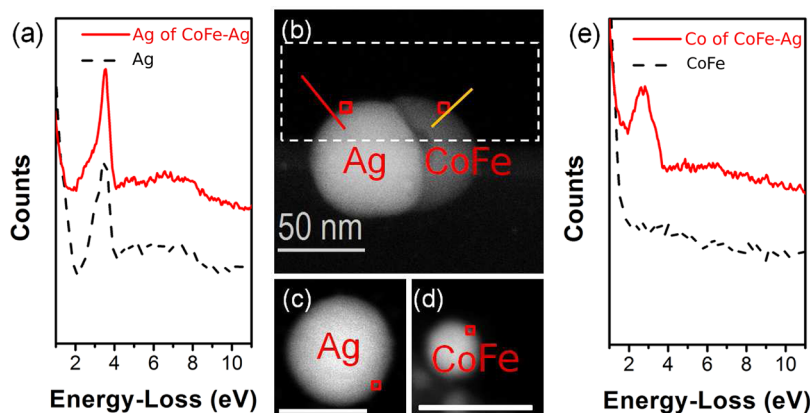 (a)
Ag of CoFe-Ag
Ag
Counts
2 4 6 8 10
Energy-Loss (eV)
(b)
Ag CoFe
50 nm
(c)
Ag
(d)
CoFe
(e)
Co of CoFe-Ag
CoFe
Counts
2 4 6 8 10
Energy-Loss (eV)